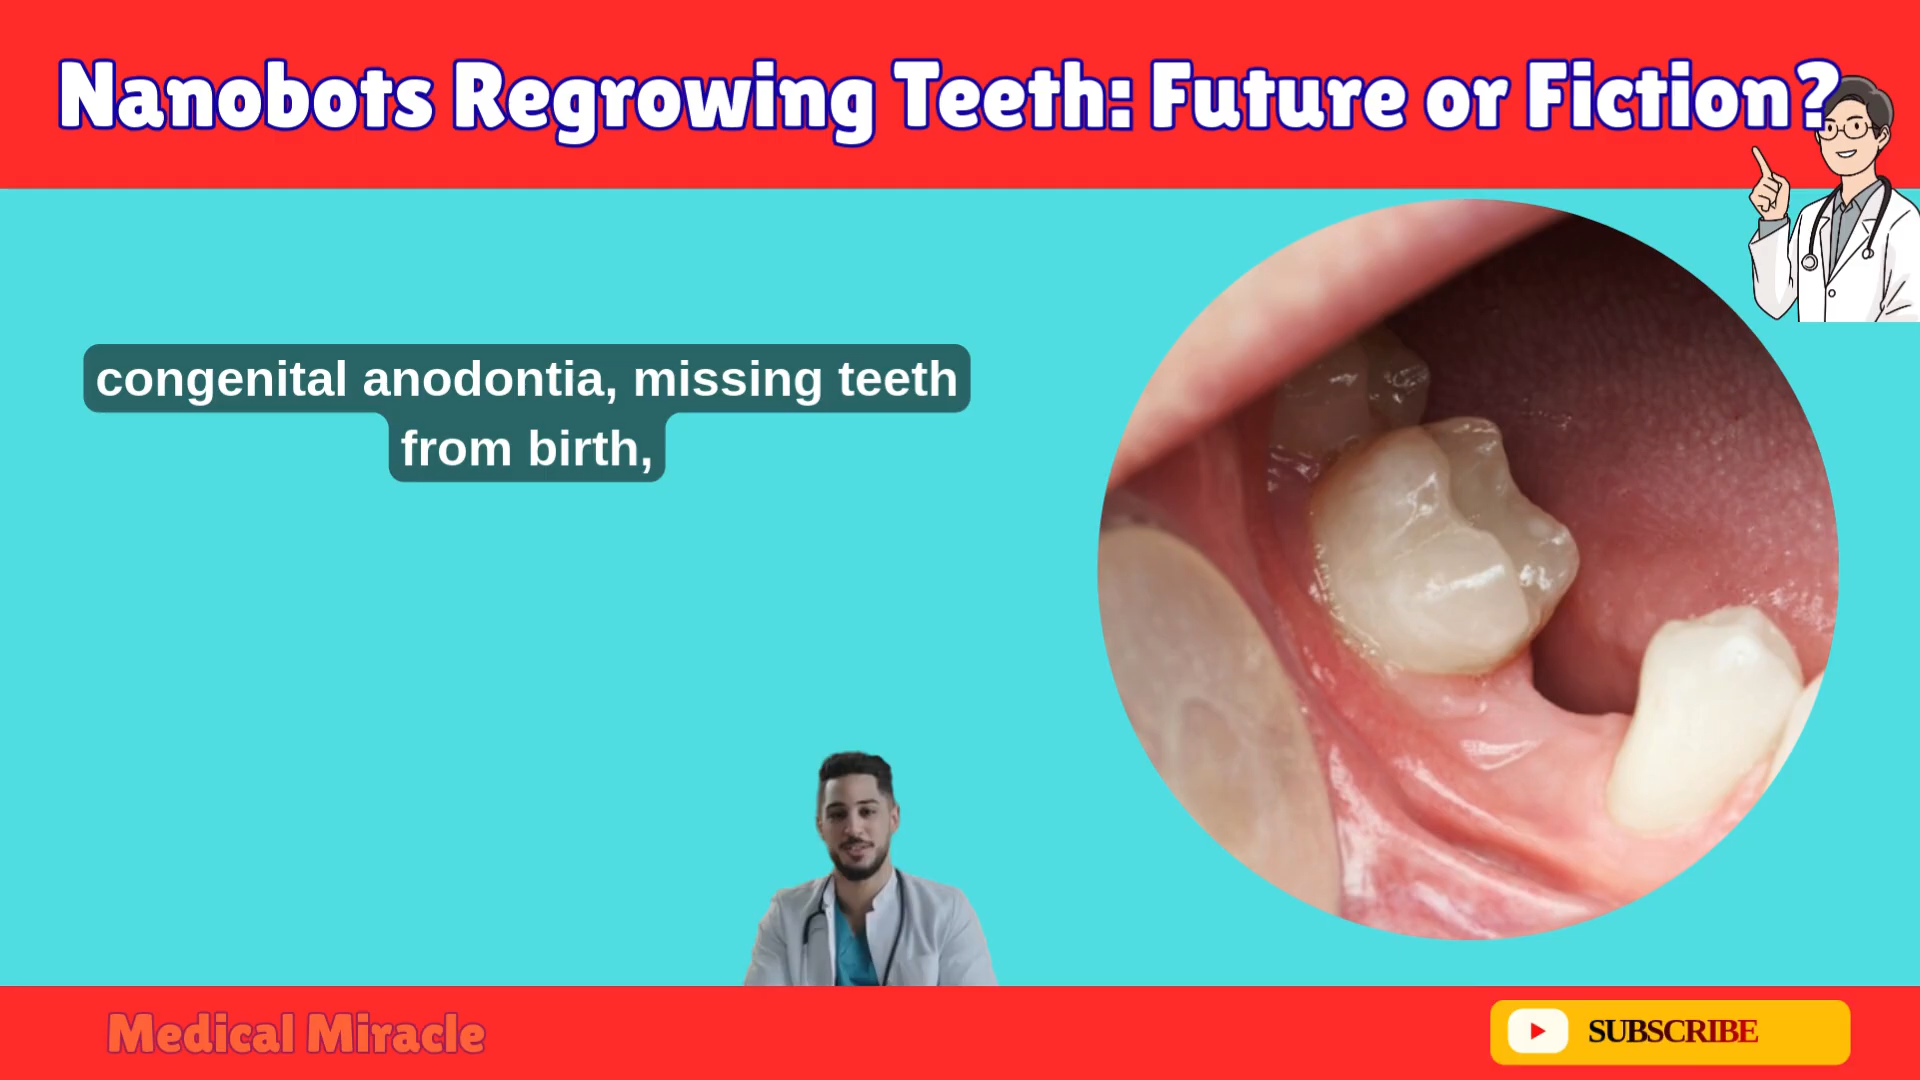 Nanobots Regrowing Teeth: Future or Fiction?
congenital anodontia, missing teeth
from birth,
Medical Miracle
SUBSCRIBE